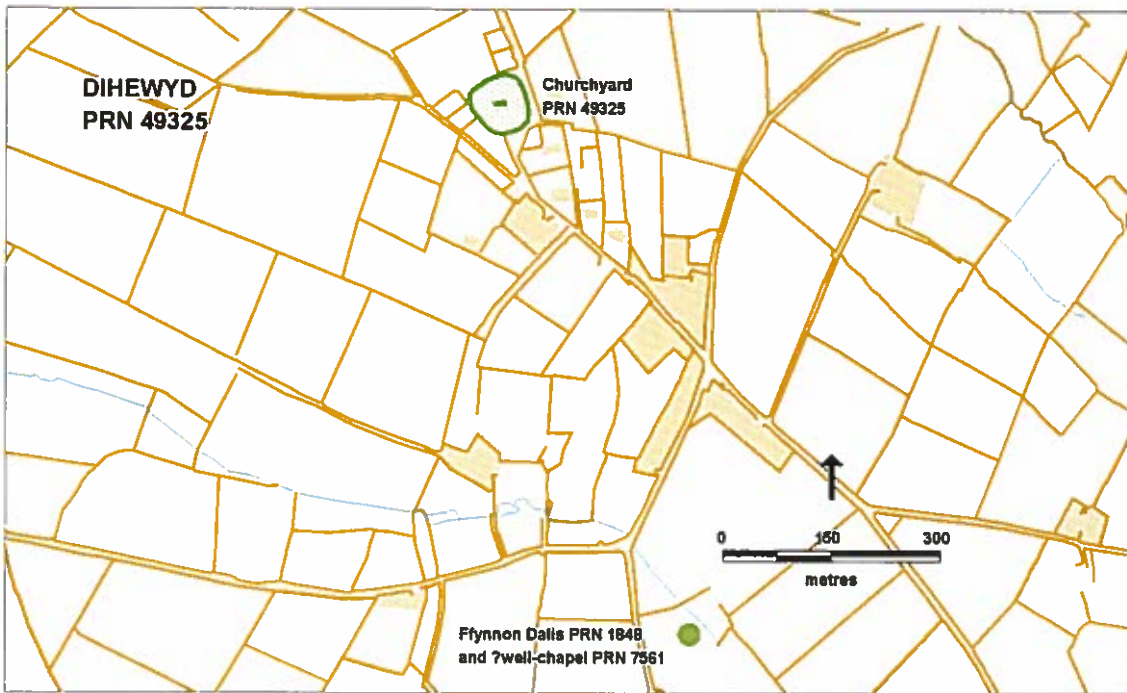 DIHEWYD
PRN 49325
Churchyard
PRN 49325
0 150 300
metres
Ffynnon Dalis PRN 1848
and ?well-chapel PRN 7561